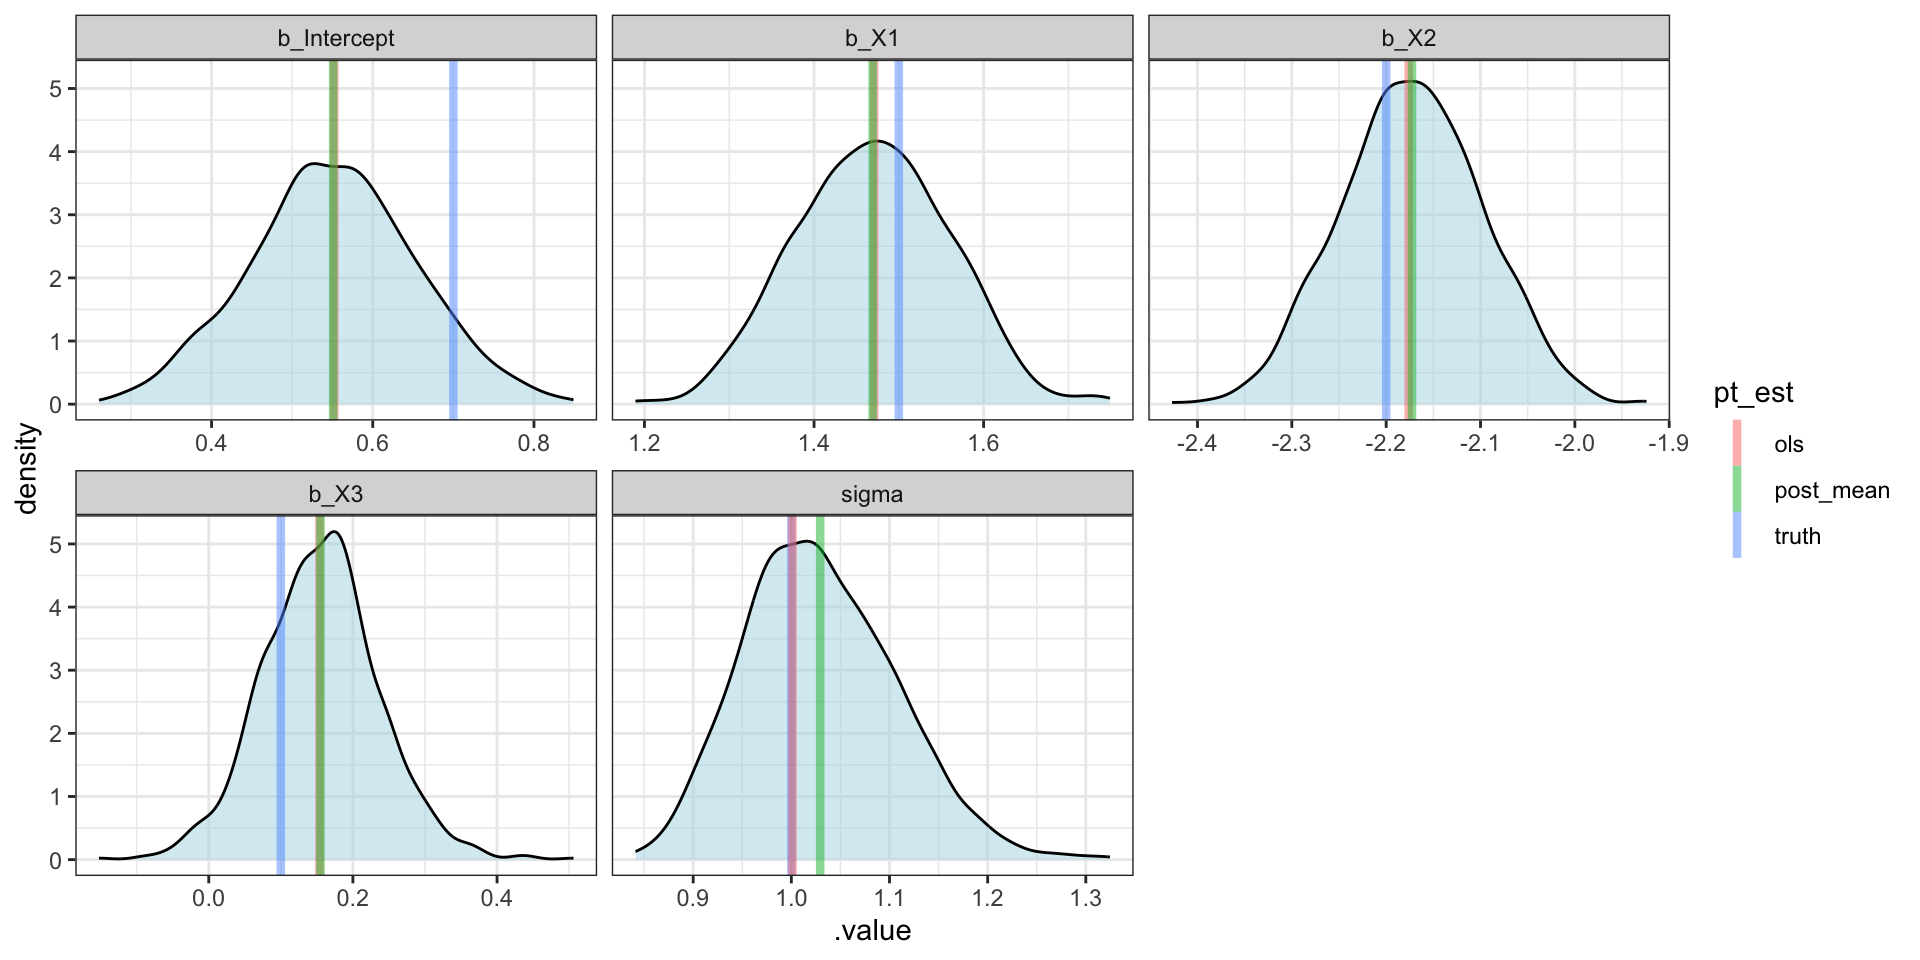 b_Intercept
b_X1
b_X2
5
4
3
2
1
0
0.4 0.6 0.8
1.2 1.4 1.6
-2.4 -2.3 -2.2 -2.1 -2.0 -1.9
density
b_X3
sigma
5
4
3
2
1
0
0.0 0.2 0.4
0.9 1.0 1.1 1.2 1.3
.value
pt_est
ols
post_mean
truth